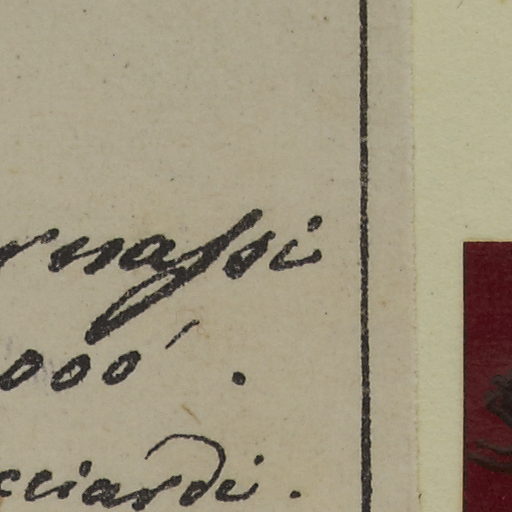 rnassi
000' .
cciardi.